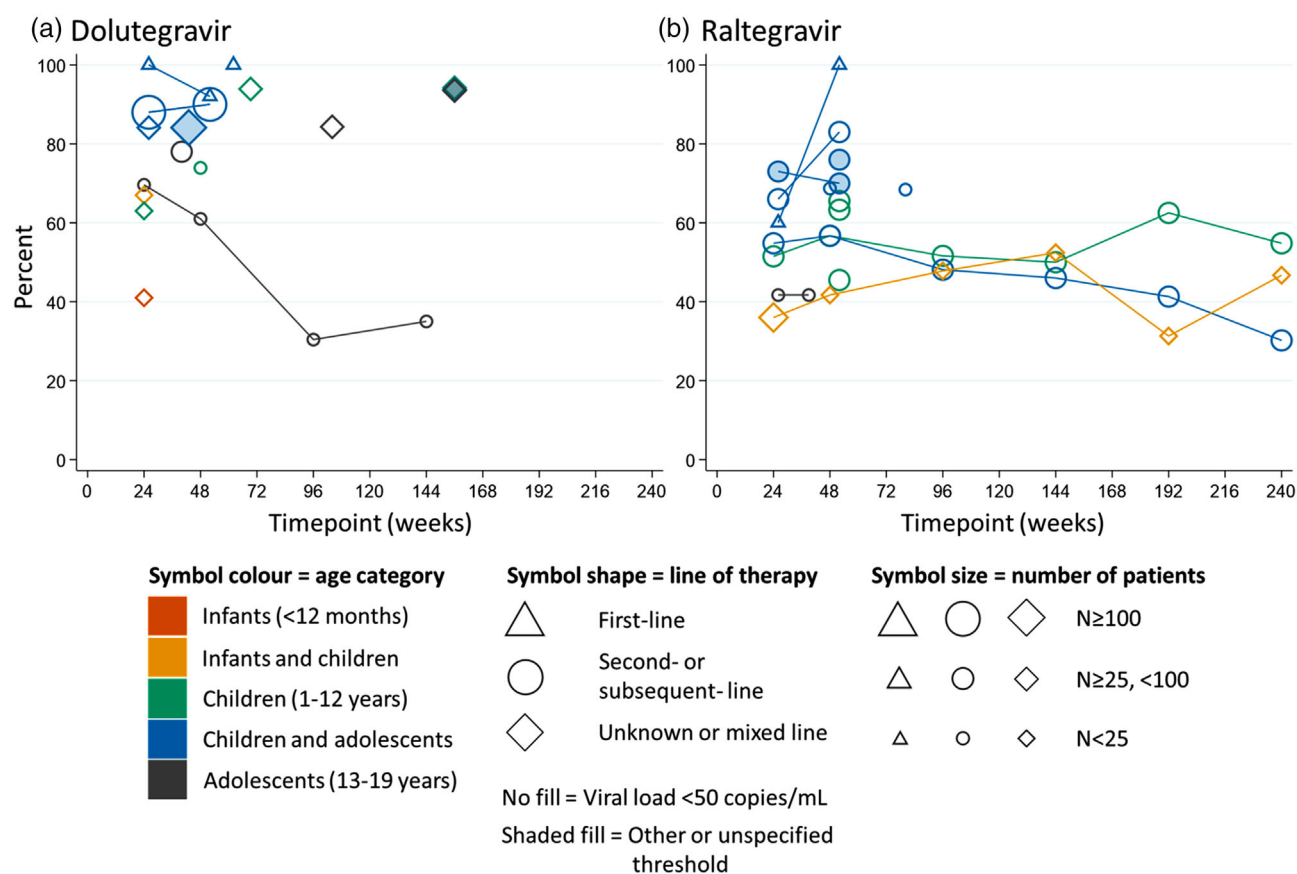 (a) Dolutegravir
(b) Raltegravir
Percent
100
80
60
40
20
0
0 24 48 72 96 120 144 168 192 216 240
Timepoint (weeks)
100
80
60
40
20
0
0 24 48 72 96 120 144 168 192 216 240
Timepoint (weeks)
Symbol colour = age category
Infants (<12 months)
Infants and children
Children (1-12 years)
Children and adolescents
Adolescents (13-19 years)
Symbol shape = line of therapy
First-line
Second- or
subsequent- line
Unknown or mixed line
No fill = Viral load <50 copies/mL
Shaded fill = Other or unspecified
threshold
Symbol size = number of patients
N≥100
N≥25, <100
N<25